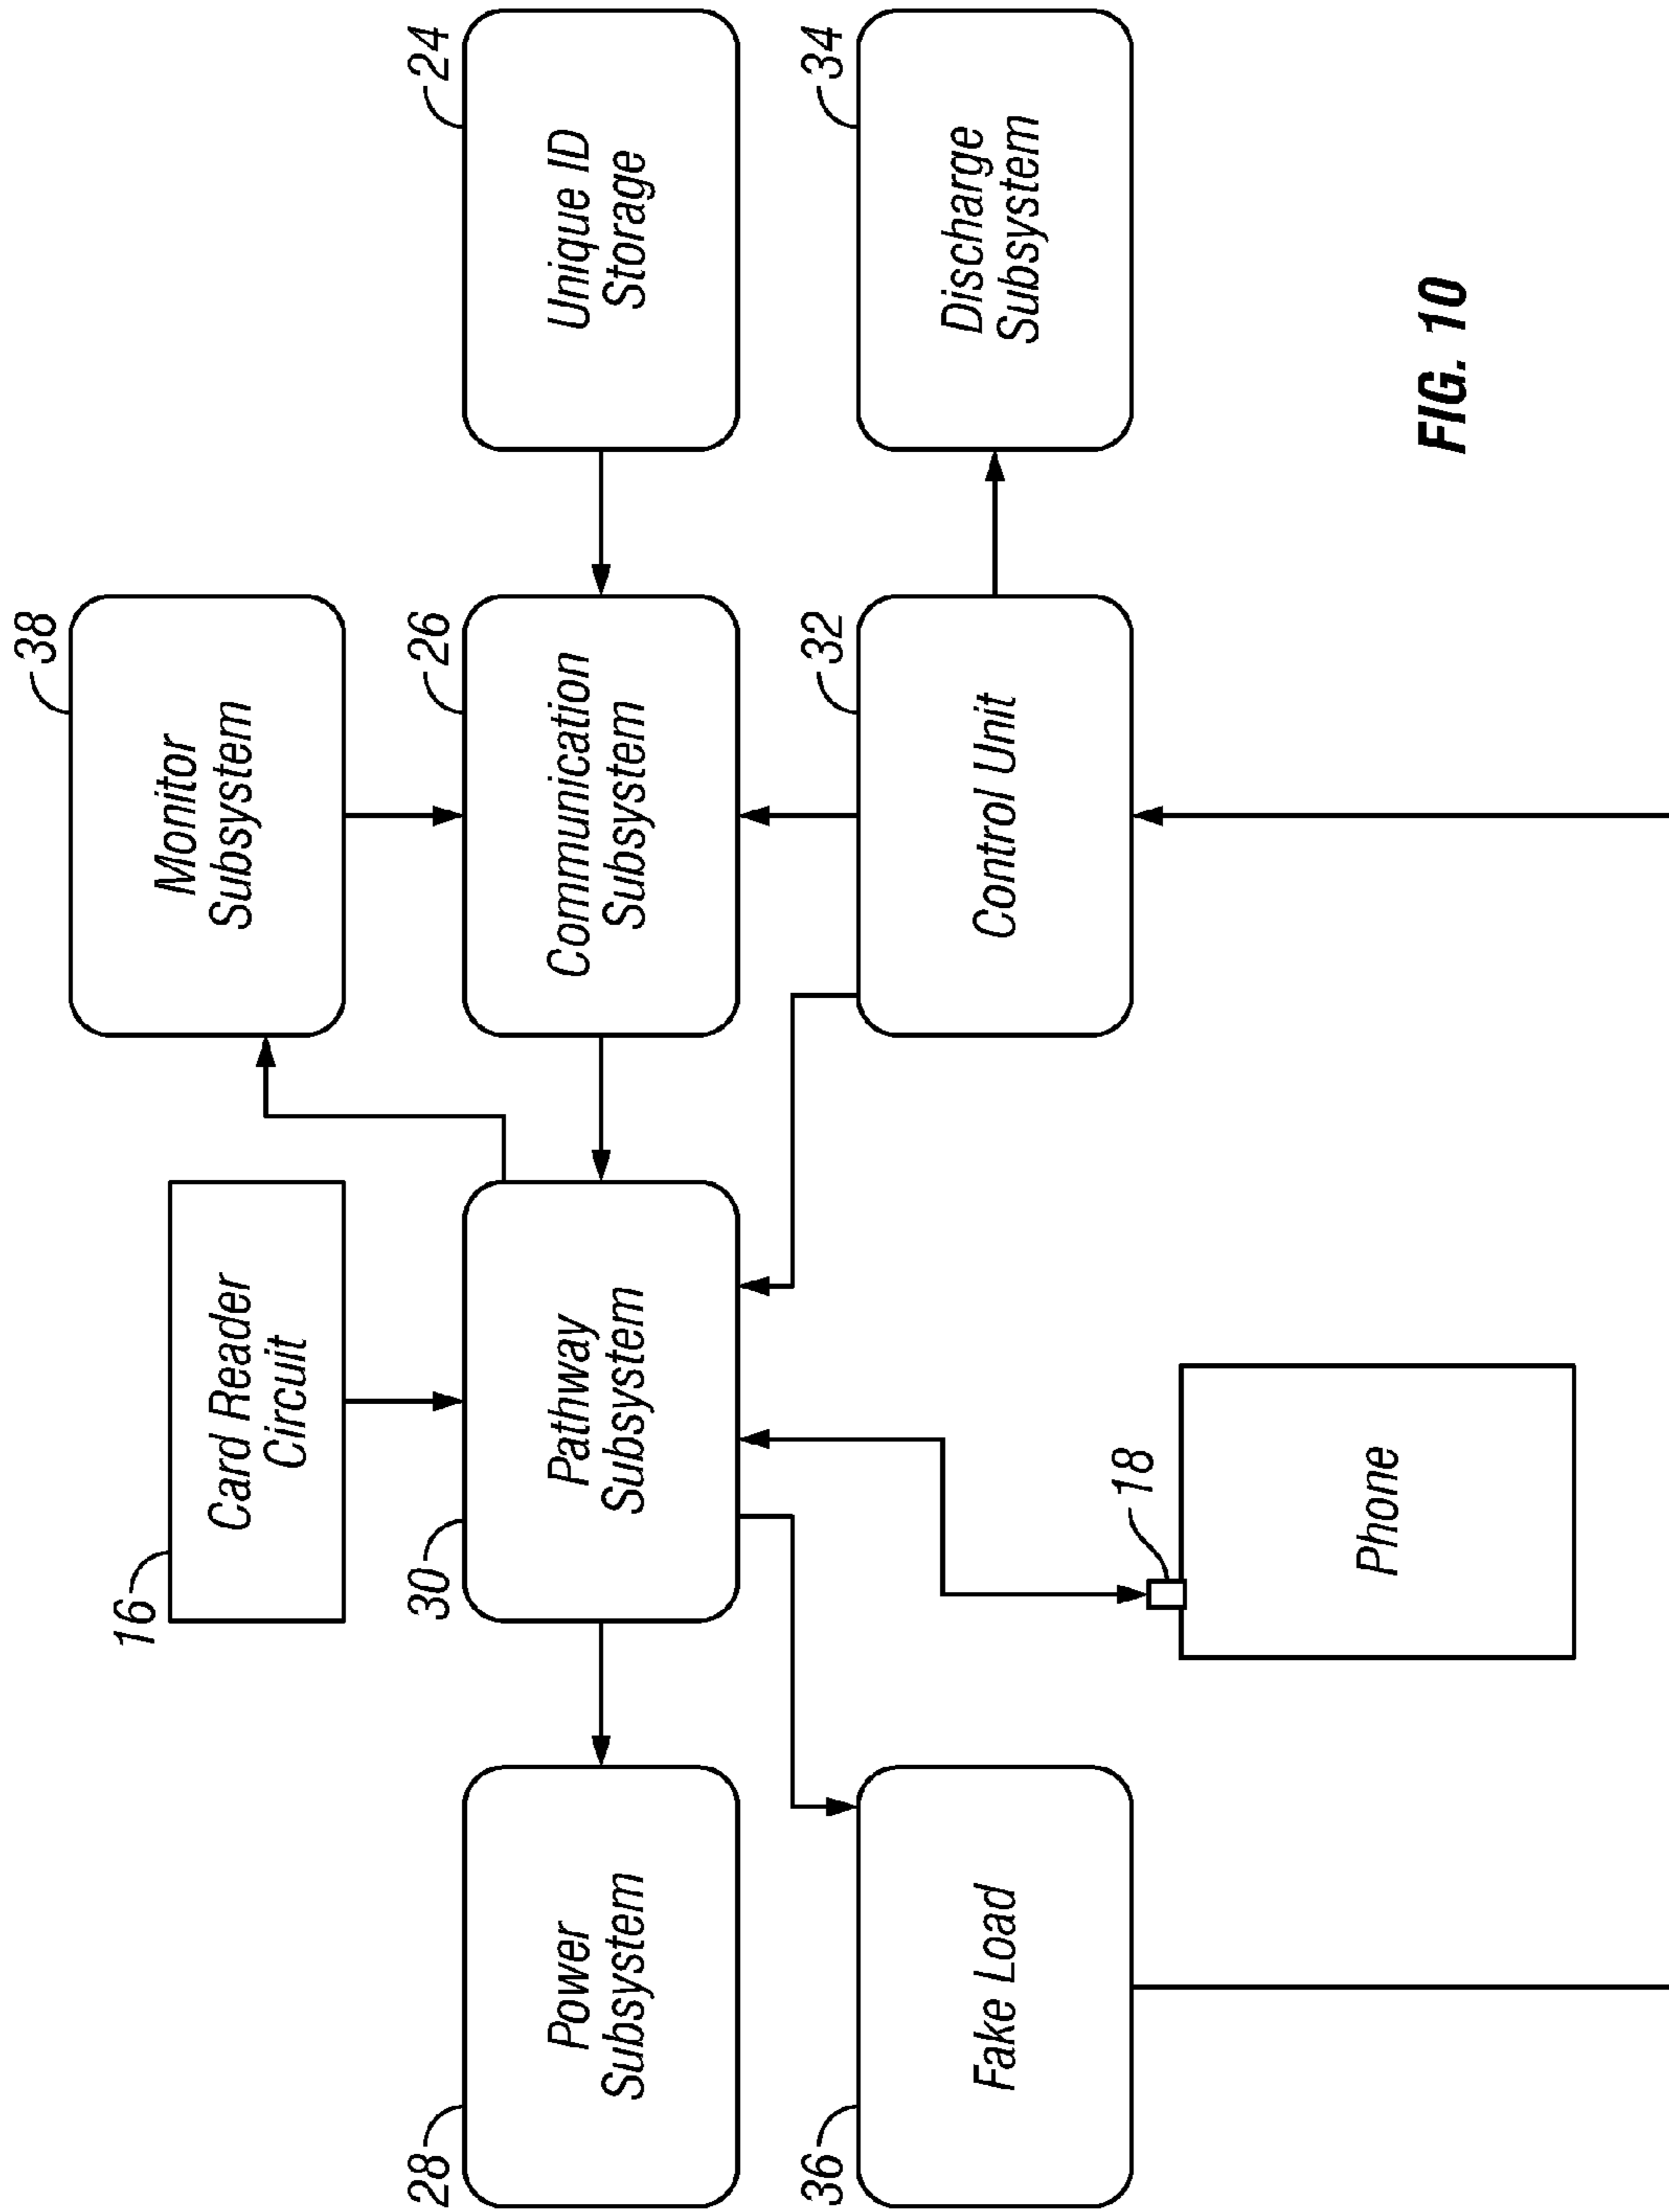 16
Card Reader
Circuit
38
Monitor
Subsystem
28
Power
Subsystem
30
Pathway
Subsystem
26
Communication
Subsystem
24
Unique ID
Storage
36
Fake Load
32
Control Unit
34
Discharge
Subsystem
18
Phone
FIG. 10